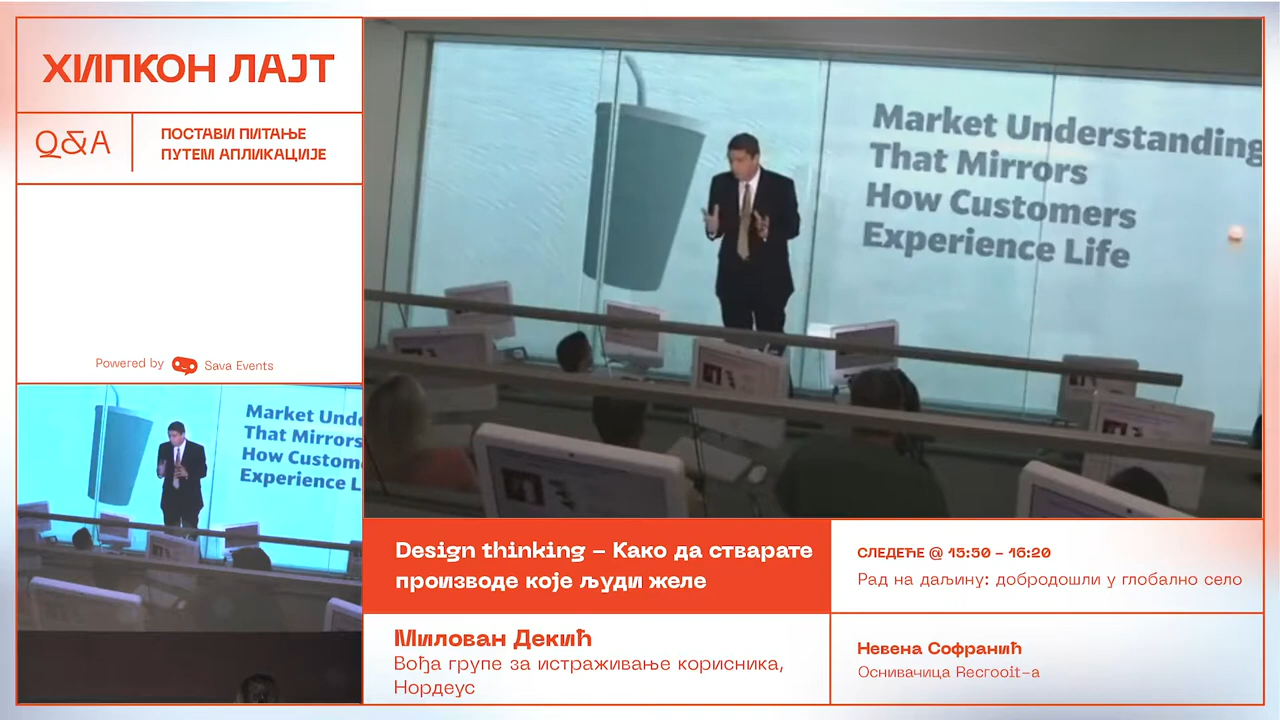 ХИПКОН ЛАЈТ
Q&A
ПОСТАВИ ПИТАЊЕ
ПУТЕМ АПЛИКАЦИЈЕ
Powered by Sava Events
Market Understanding
That Mirrors
How Customers
Experience Life
Market Unde
That Mirrors
How Custom
Experience L
Design thinking – Како да стварате
производе које људи желе
Милован Декић
Вођа групе за истраживање корисника,
Нордеус
СЛЕДЕЋЕ @ 15:50 – 16:20
Рад на даљину: добродошли у глобално село
Невена Софранић
Оснивачица Recrooit-а